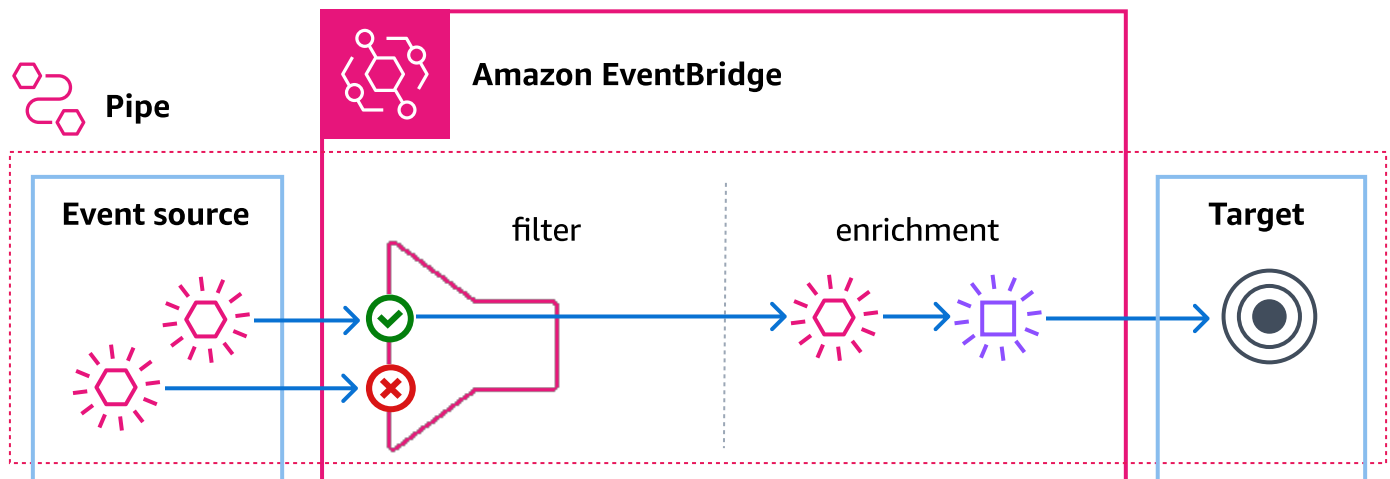 Amazon EventBridge
Pipe
Event source
filter
enrichment
Target